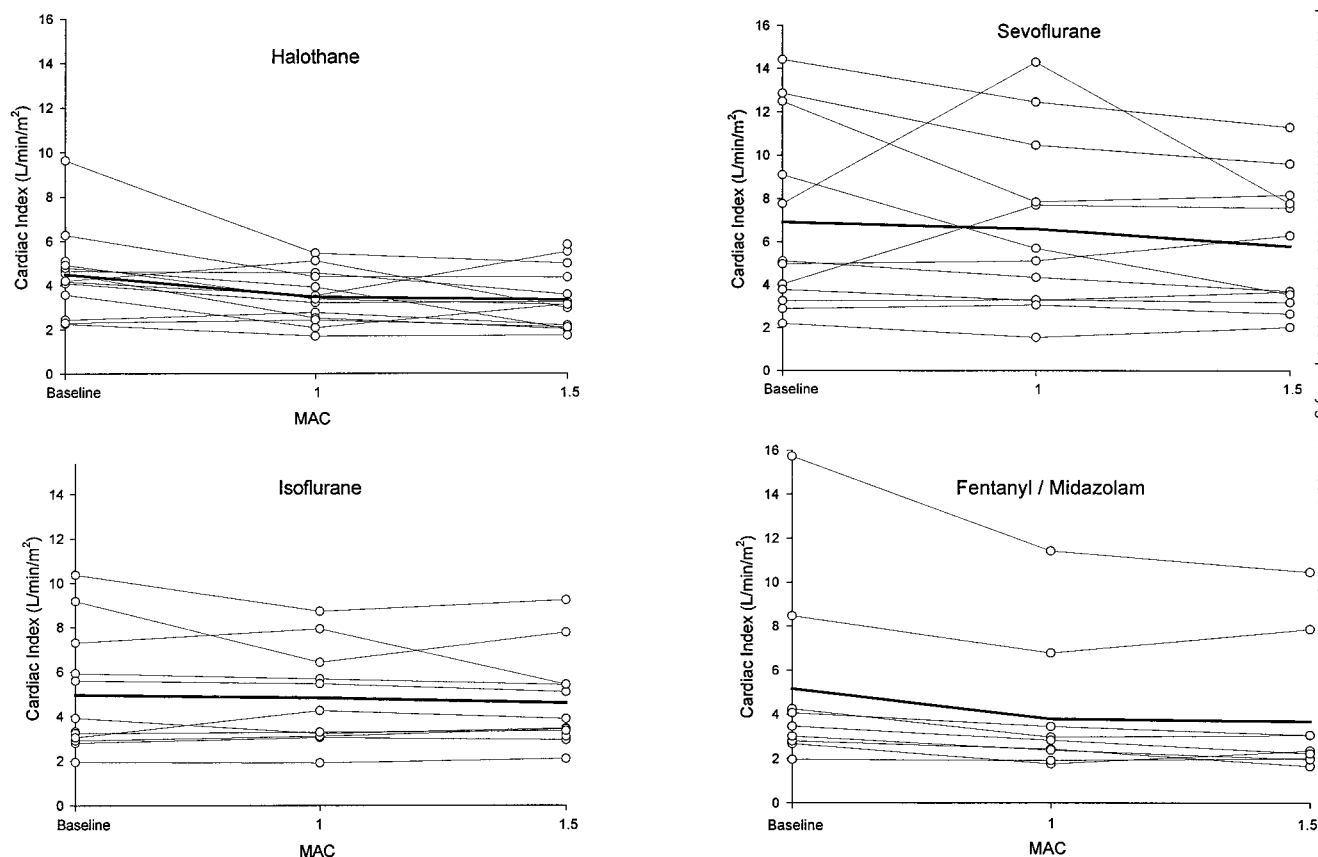 Halothane
Cardiac Index (L/min/m²)
16
14
12
10
8
6
4
2
0
Baseline
1
1.5
MAC
Sevoflurane
Cardiac Index (L/min/m²)
16
14
12
10
8
6
4
2
0
Baseline
1
1.5
Isoflurane
Cardiac Index (L/min/m²)
14
12
10
8
6
4
2
0
Baseline
1
1.5
MAC
Fentanyl / Midazolam
Cardiac Index (L/min/m²)
16
14
12
10
8
6
4
2
0
Baseline
1
1.5
MAC